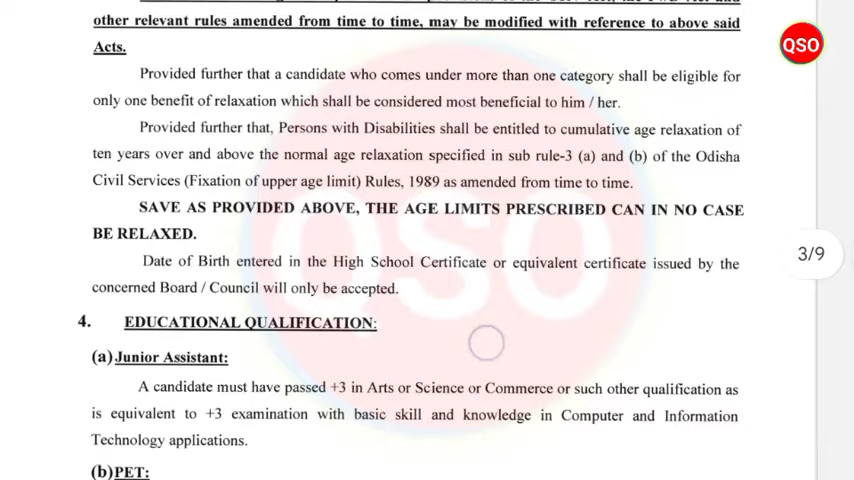 other relevant rules amended from time to time, may be modified with reference to above said
Acts.
QSO
Provided further that a candidate who comes under more than one category shall be eligible for
only one benefit of relaxation which shall be considered most beneficial to him / her.
Provided further that, Persons with Disabilities shall be entitled to cumulative age relaxation of
ten years over and above the normal age relaxation specified in sub rule-3 (a) and (b) of the Odisha
Civil Services (Fixation of upper age limit) Rules, 1989 as amended from time to time.
SAVE AS PROVIDED ABOVE, THE AGE LIMITS PRESCRIBED CAN IN NO CASE
BE RELAXED.
3/9
Date of Birth entered in the High School Certificate or equivalent certificate issued by the
concerned Board / Council will only be accepted.
QSO
4. EDUCATIONAL QUALIFICATION:
(a) Junior Assistant:
A candidate must have passed +3 in Arts or Science or Commerce or such other qualification as
is equivalent to +3 examination with basic skill and knowledge in Computer and Information
Technology applications.
(b) PET: